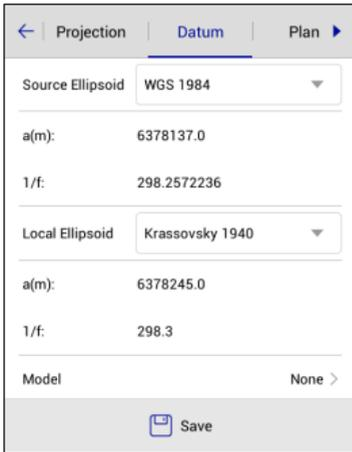 Projection Datum Plan
Source Ellipsoid WGS 1984
a(m): 6378137.0
1/f: 298.2572236
Local Ellipsoid Krassovsky 1940
a(m): 6378245.0
1/f: 298.3
Model None
Save